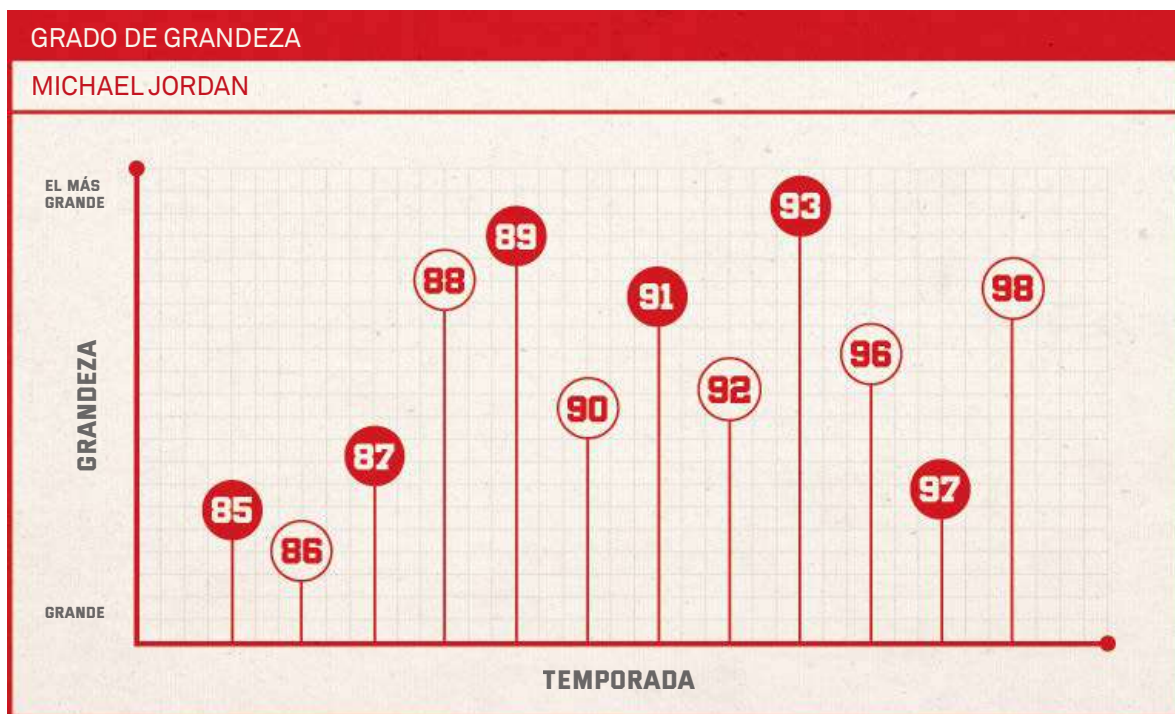 GRADO DE GRANDEZA
MICHAEL JORDAN
EL MÁS
GRANDE
GRANDEZA
GRANDE
85
86
87
88
89
90
91
92
93
96
97
98
TEMPORADA